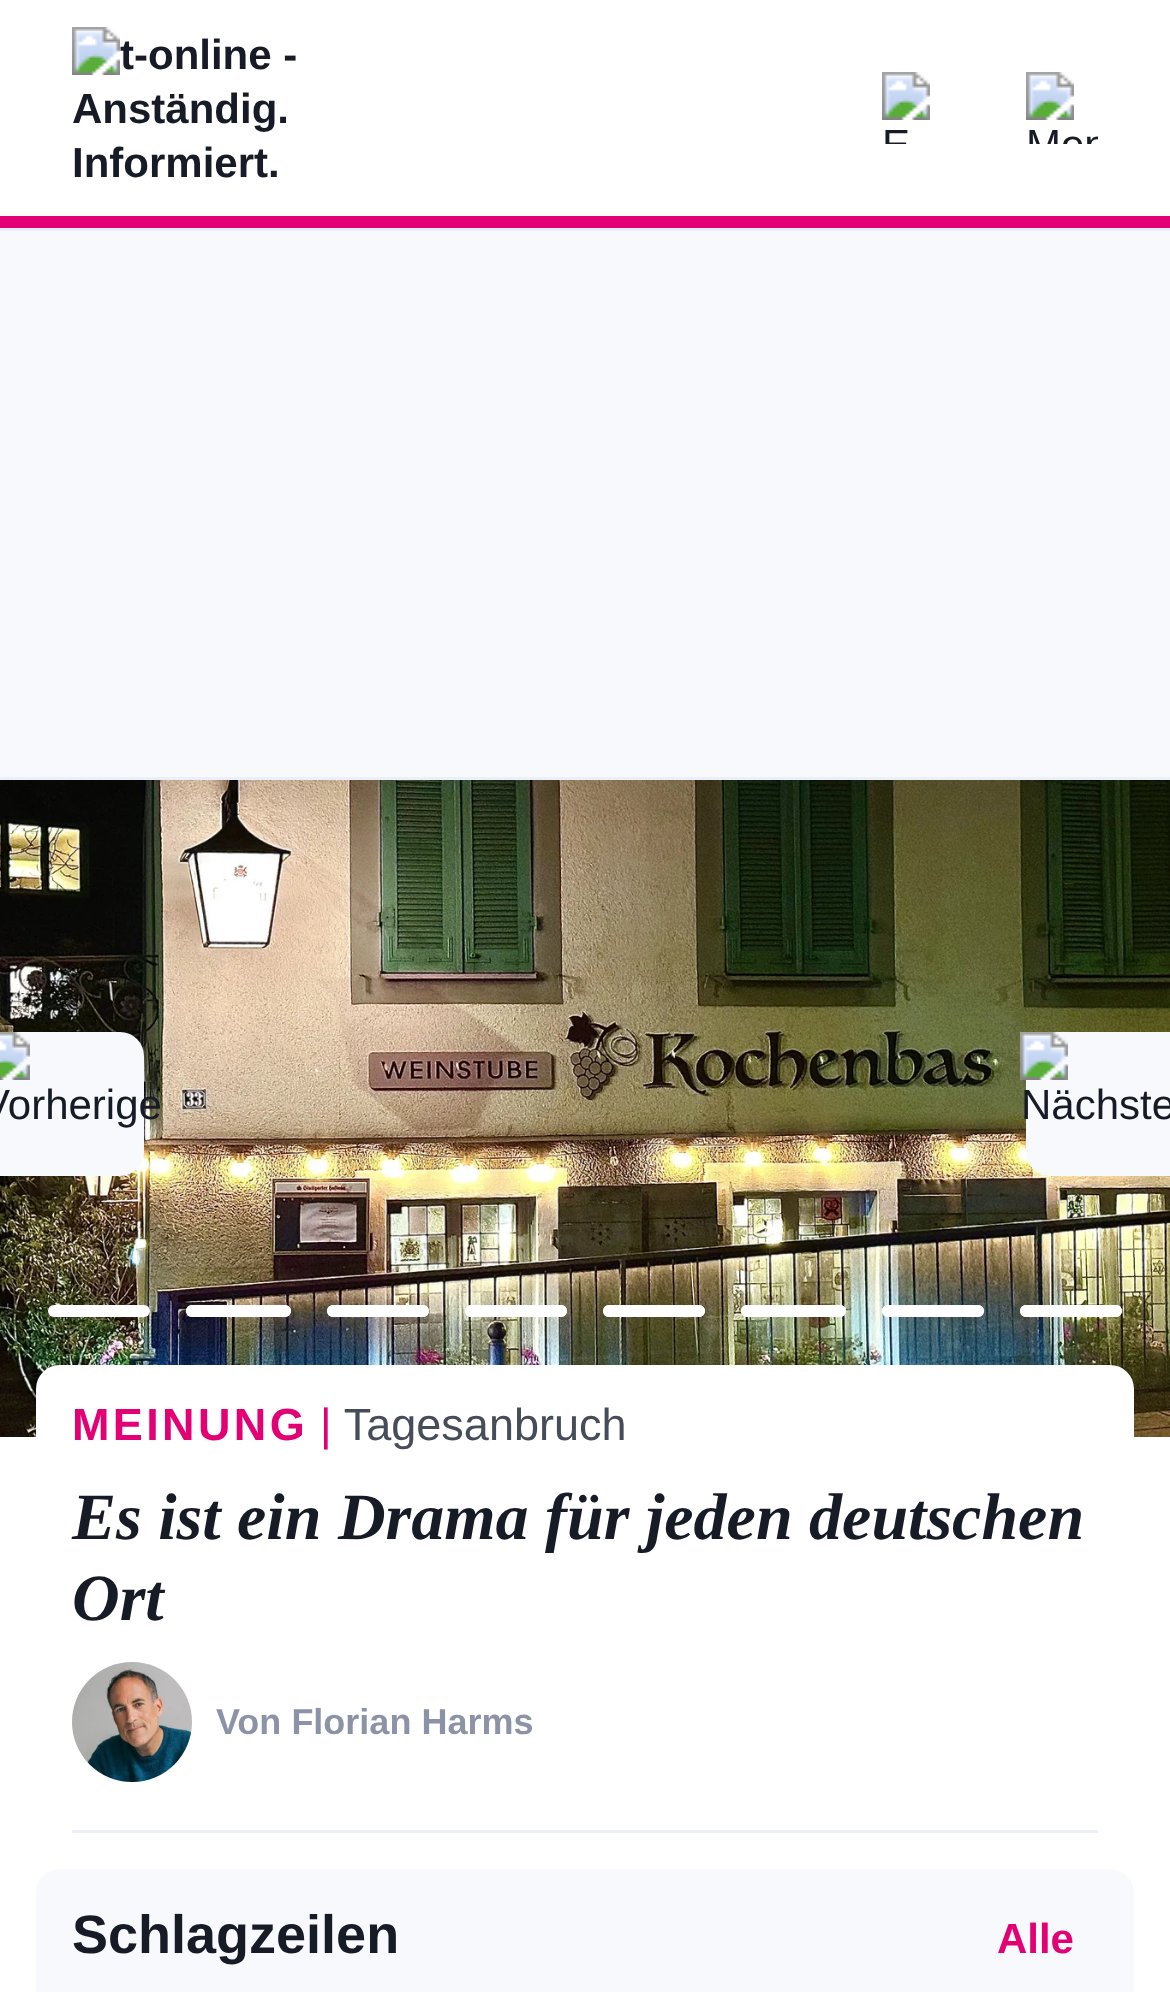 t-online -
Anständig.
Informiert.
Vorherige
Nächste
WEINSTUBE
Kochenbas
33
MEINUNG | Tagesanbruch
Es ist ein Drama für jeden deutschen
Ort
Von Florian Harms
Schlagzeilen
Alle